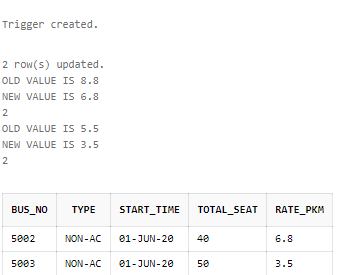 Trigger created.
2 row(s) updated.
OLD VALUE IS 8.8
NEW VALUE IS 6.8
2
OLD VALUE IS 5.5
NEW VALUE IS 3.5
2
BUS_NO TYPE START_TIME TOTAL_SEAT RATE_PKM
5002 NON-AC 01-JUN-20 40 6.8
5003 NON-AC 01-JUN-20 50 3.5